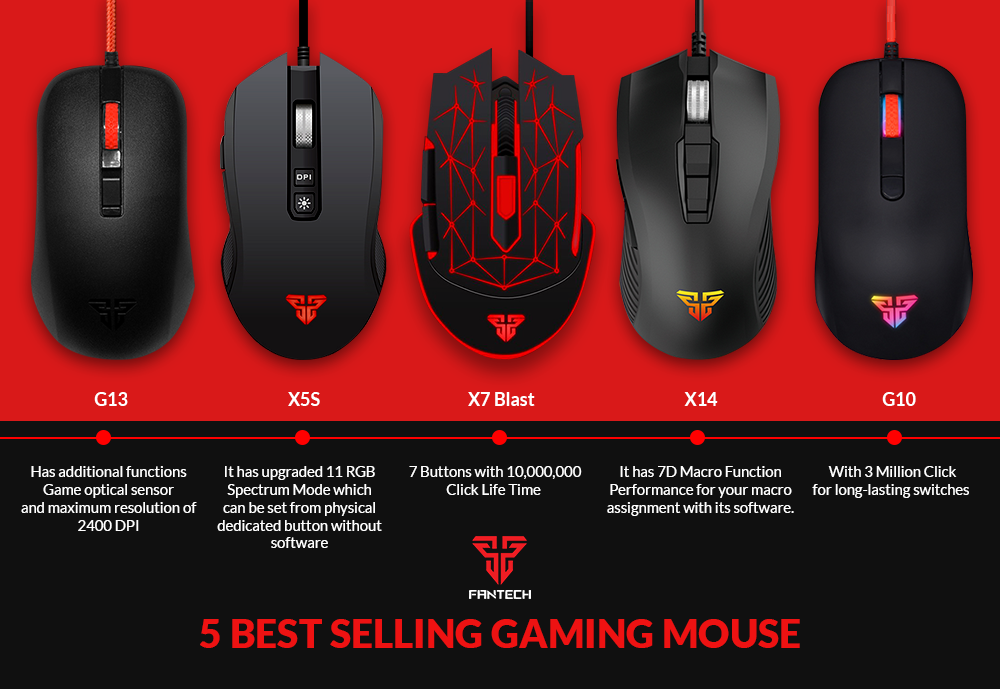 DPI
G13
X5S
X7 Blast
X14
G10
Has additional functions
Game optical sensor
and maximum resolution of
2400 DPI
It has upgraded 11 RGB
Spectrum Mode which
can be set from physical
dedicated button without
software
7 Buttons with 10,000,000
Click Life Time
It has 7D Macro Function
Performance for your macro
assignment with its software.
With 3 Million Click
for long-lasting switches
FANTECH
5 BEST SELLING GAMING MOUSE